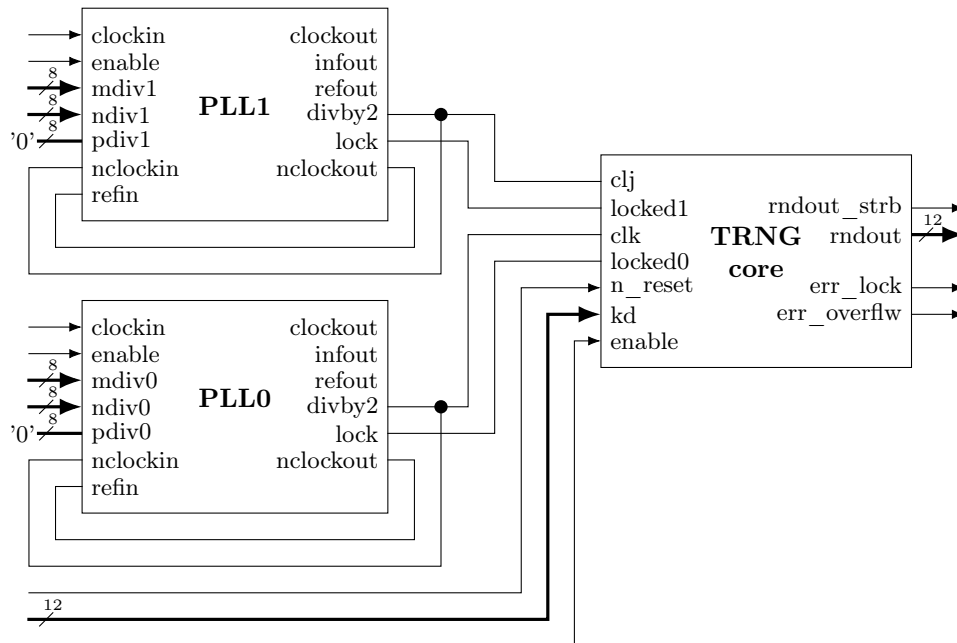 clockin
enable
8
mdiv1
8
ndiv1
8
'0'
pdiv1
nclockin
refin
PLL1
clockout
infout
refout
divby2
lock
nclockout
clockin
enable
8
mdiv0
8
ndiv0
8
'0'
pdiv0
nclockin
refin
PLL0
clockout
infout
refout
divby2
lock
nclockout
12
clj
locked1
clk
locked0
n_reset
kd
enable
TRNG
core
rndout_strb
12
rndout
err_lock
err_overflw